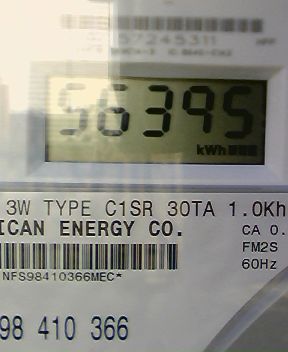 56395
kWh
3W TYPE C1SR 30TA 1.0Kh
ICAN ENERGY CO.
CA 0.
FM2S
60Hz
NFS98410366MEC*
98 410 366